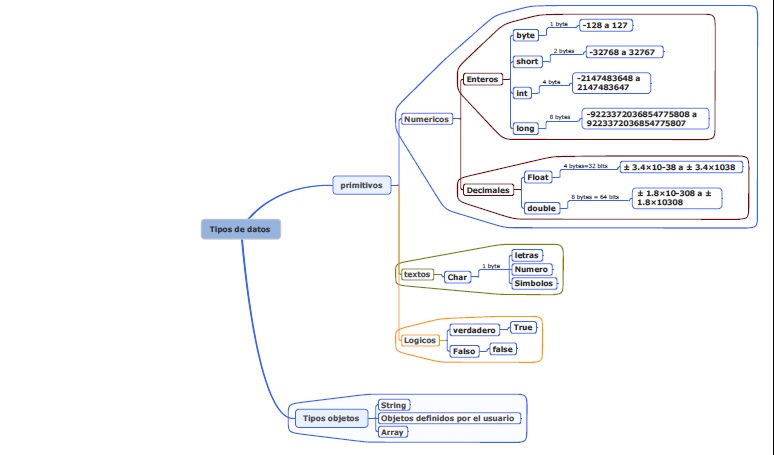 Tipos de datos
primitivos
Numericos
Enteros
byte
1 byte
-128 a 127
short
2 bytes
-32768 a 32767
int
4 byte
-2147483648 a
2147483647
long
8 bytes
-9223372036854775808 a
9223372036854775807
Decimales
Float
4 bytes=32 bits
± 3.4×10-38 a ± 3.4×1038
double
8 bytes = 64 bits
± 1.8×10-308 a ±
1.8×10308
textos
Char
1 byte
letras
Numero
Simbolos
Logicos
verdadero
True
Falso
false
Tipos objetos
String
Objetos definidos por el usuario
Array